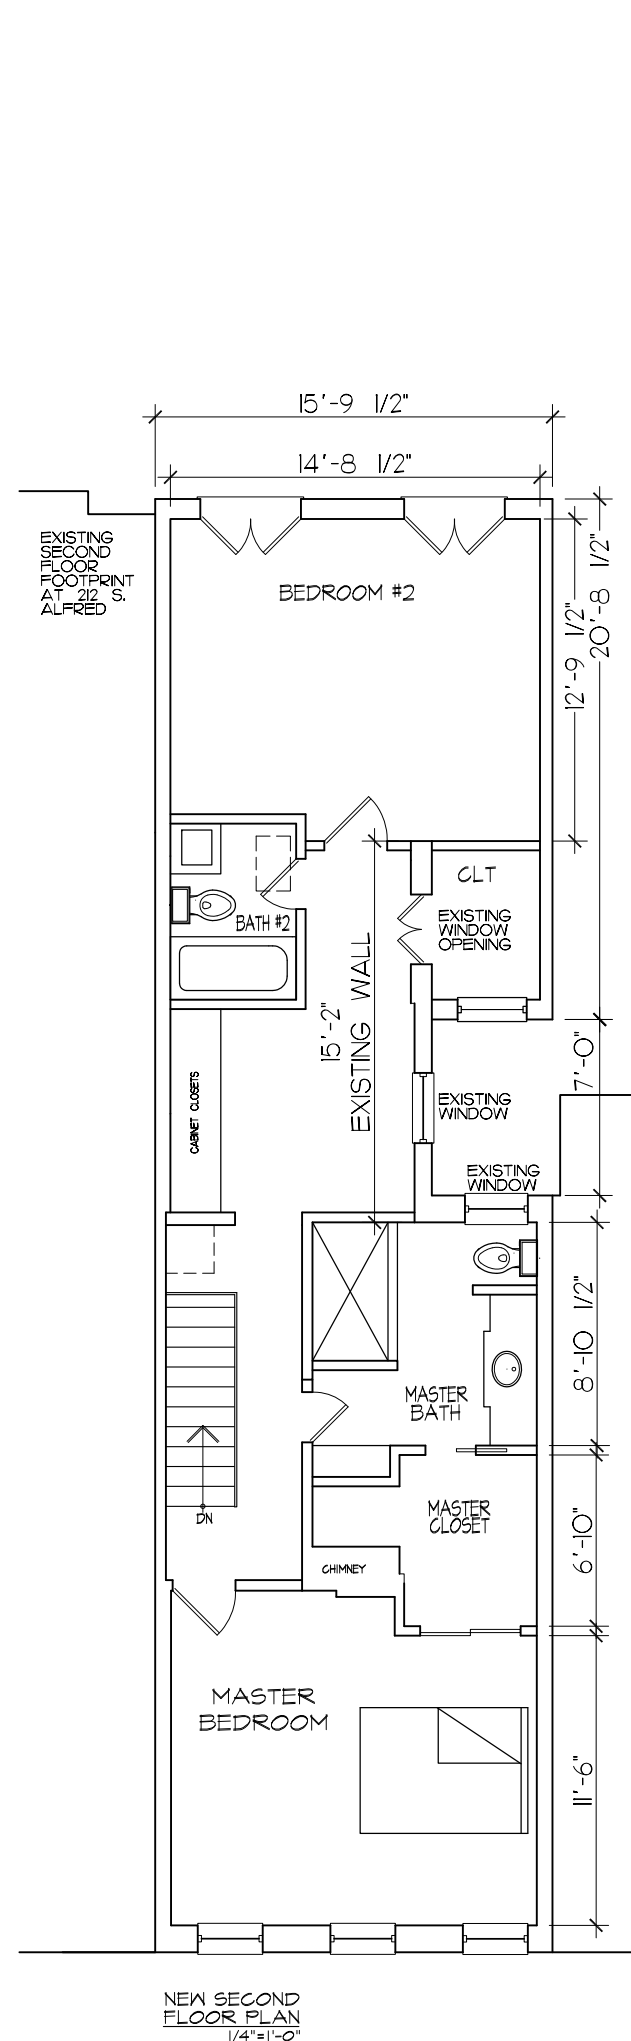 15'-9 1/2"
14'-8 1/2"
EXISTING
SECOND
FLOOR
FOOTPRINT
AT 212 S.
ALFRED
BEDROOM #2
12'-9 1/2"
20'-8 1/2"
CLT
EXISTING
WINDOW
OPENING
BATH #2
15'-2"
EXISTING WALL
7'-0"
CABINET CLOSETS
EXISTING
WINDOW
EXISTING
WINDOW
8'-10 1/2"
MASTER
BATH
MASTER
CLOSET
DN
6'-10"
CHIMNEY
MASTER
BEDROOM
11'-6"
NEW SECOND
FLOOR PLAN
1/4"=1'-0"